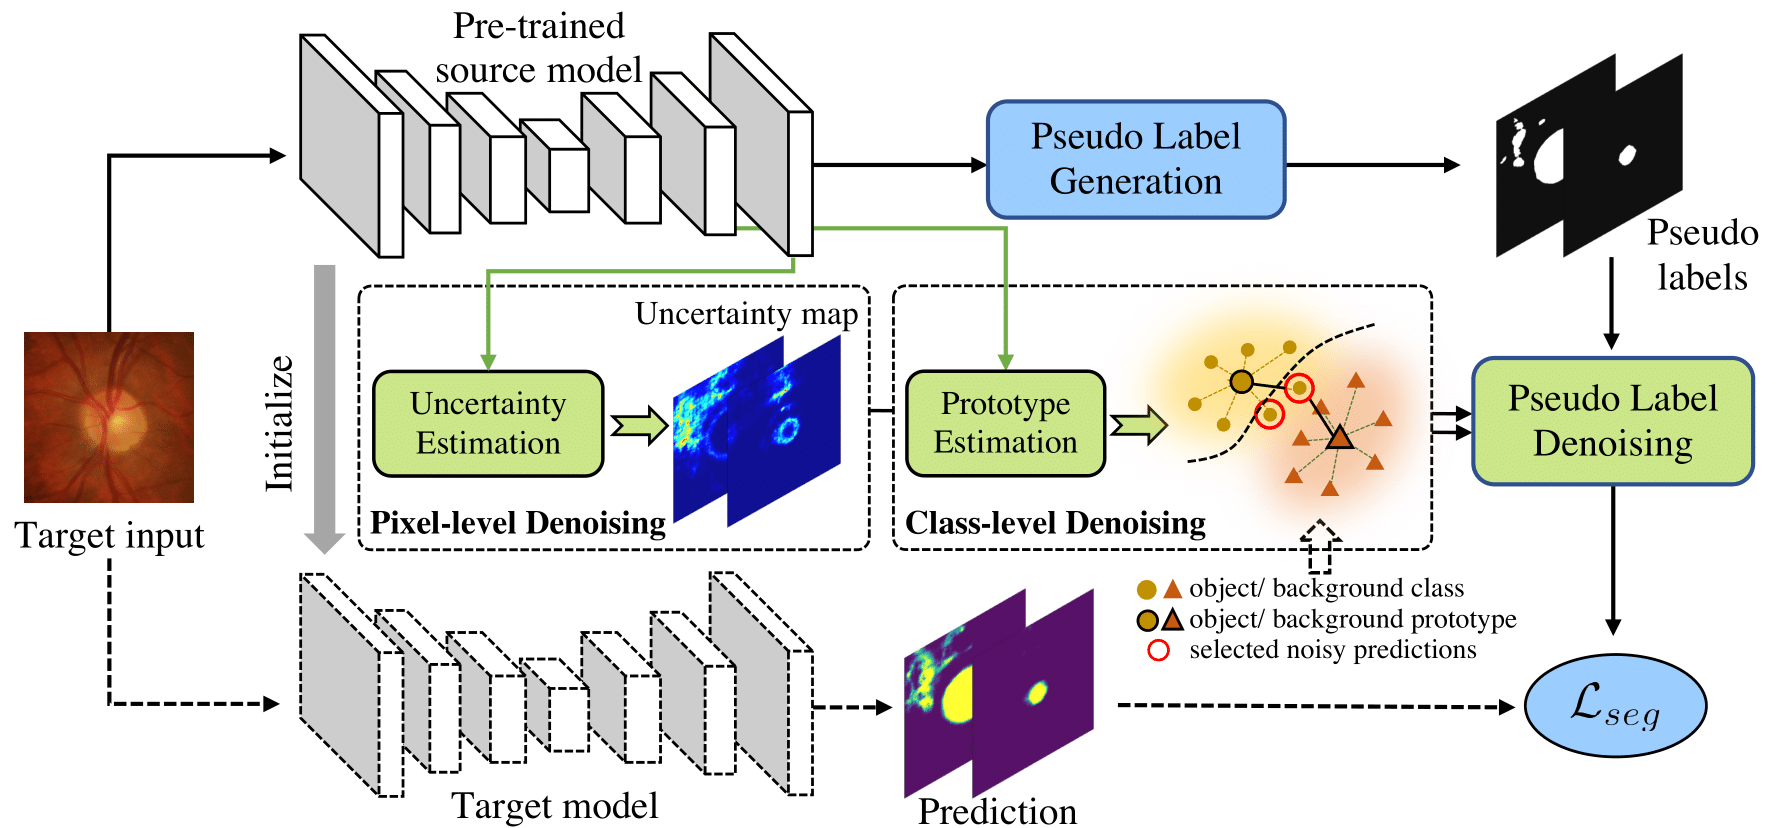 Pre-trained
source model
Pseudo Label
Generation
Pseudo
labels
Target input
Initialize
Uncertainty map
Uncertainty
Estimation
Pixel-level Denoising
Prototype
Estimation
Class-level Denoising
Pseudo Label
Denoising
object/ background class
object/ background prototype
selected noisy predictions
Target model
Prediction
ℒseg